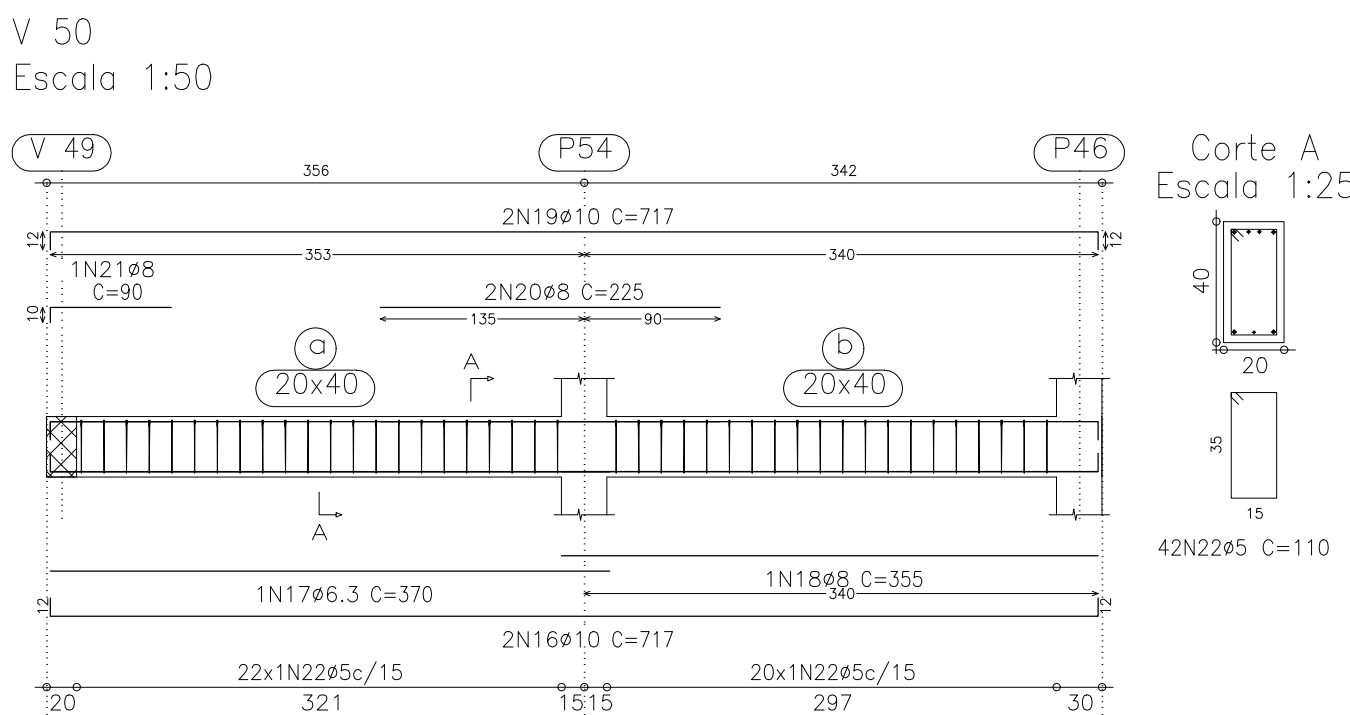 V 50
Escala 1:50
V 49
P54
P46
356
342
2N19ø10 C=717
12
12
353
340
1N21ø8
C=90
10
2N20ø8 C=225
135
90
a
20x40
A
b
20x40
A
1N17ø6.3 C=370
1N18ø8 C=355
340
12
12
2N16ø10 C=717
22x1N22ø5c/15
20x1N22ø5c/15
20
321
15
15
297
30
Corte A
Escala 1:25
40
20
35
15
42N22ø5 C=110